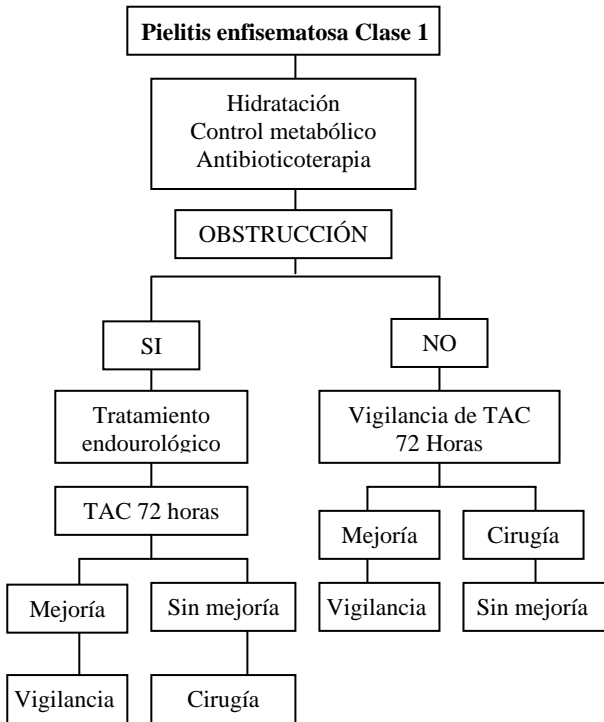 Pielitis enfisematosa Clase 1
Hidratación
Control metabólico
Antibioticoterapia
OBSTRUCCIÓN
SI
NO
Tratamiento
endourológico
Vigilancia de TAC
72 Horas
TAC 72 horas
Mejoría
Cirugía
Mejoría
Sin mejoría
Vigilancia
Sin mejoría
Vigilancia
Cirugía